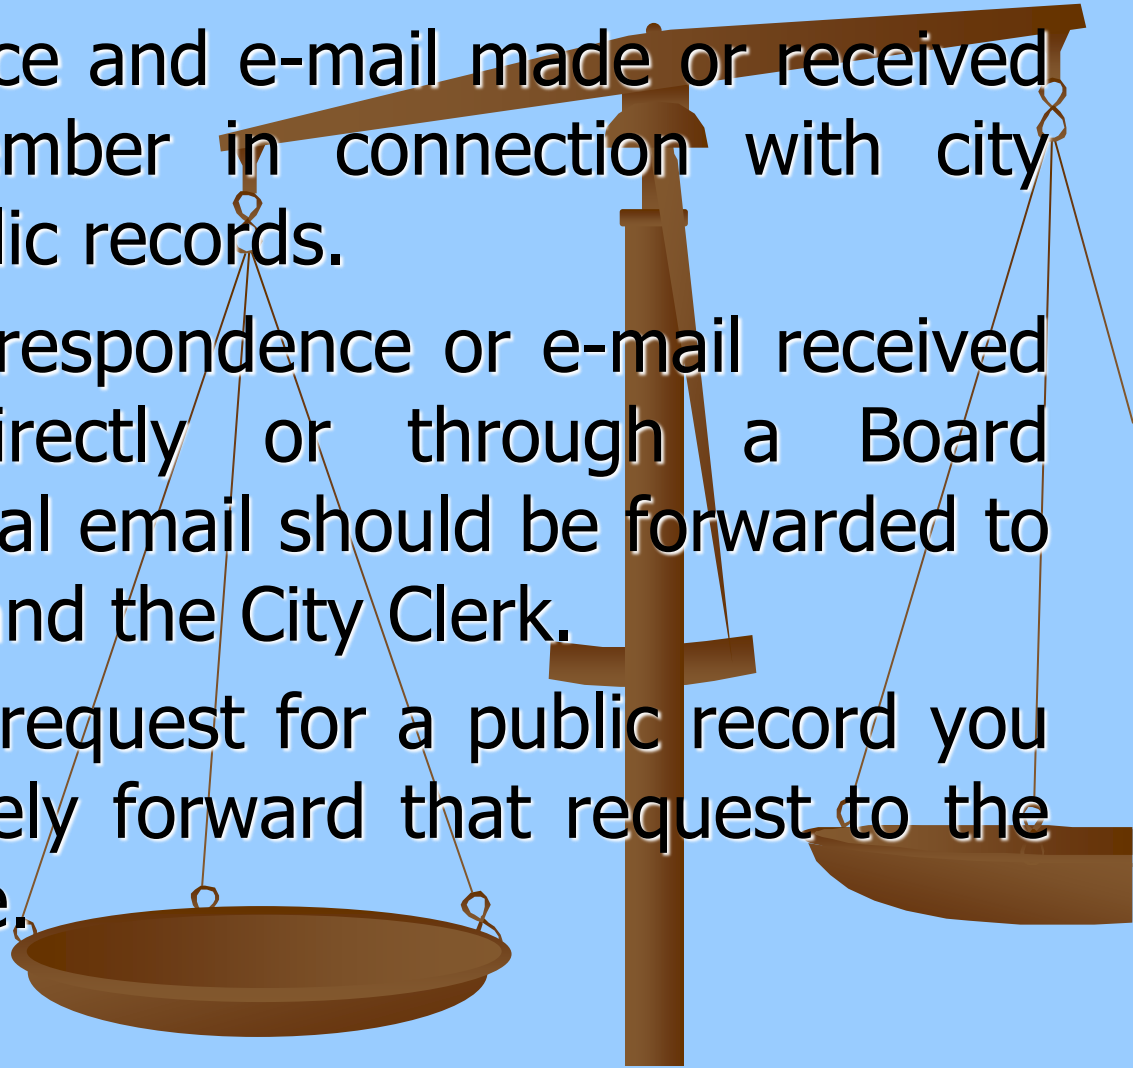 ce and e-mail made or received
mber in connection with city
lic records.
rrespondence or e-mail received
irectly or through a Board
al email should be forwarded to
and the City Clerk.
request for a public record you
ely forward that request to the
e.